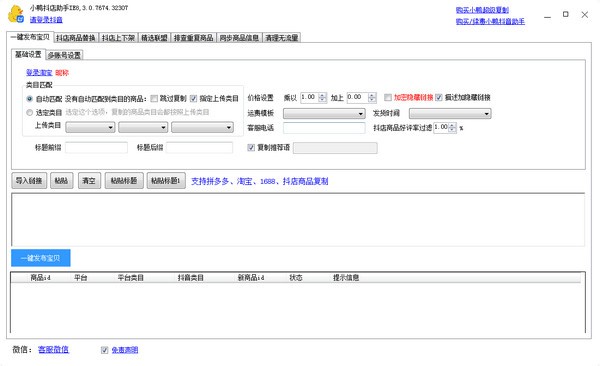 小鸭抖店助手IE8,3.0.7674.32307
请登录抖音
购买小鸭超级复制
购买/续费小鸭抖音助手
一键发布宝贝 抖店商品替换 抖店上下架 精选联盟 排查重复商品 同步商品信息 清理无流量
基础设置 多账号设置
登录淘宝 昵称
类目匹配
自动匹配 没有自动匹配到类目的商品: 跳过复制 指定上传类目
选定类目 选定这个选项,复制的商品类目会都按照上传类目
上传类目
价格设置 乘以 1.00 加上 0.00 加密隐藏链接 描述加隐藏链接
运费模板 发货时间
客服电话 抖店商品好评率过滤 1.00 %
标题前缀 标题后缀 复制推荐语
导入链接 粘贴 清空 粘贴标题 粘贴标题1 支持拼多多、淘宝、1688、抖店商品复制
一键发布宝贝
商品id 平台 平台类目 抖音类目 新商品id 状态 提示信息
微信: 客服微信 免责声明